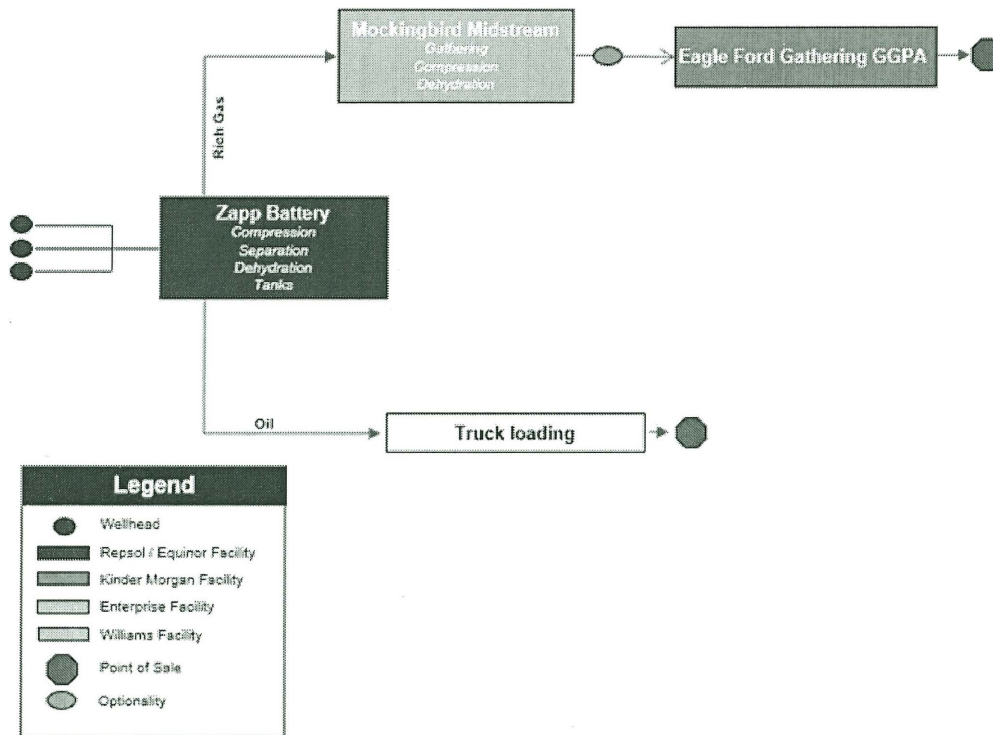 Mockingbird Midstream
Gathering
Compression
Dehydration
Eagle Ford Gathering GGPA
Rich Gas
Zapp Battery
Compression
Separation
Dehydration
Tanks
Oil
Truck loading
Legend
Wellhead
Repsol / Equinor Facility
Kinder Morgan Facility
Enterprise Facility
Williams Facility
Point of Sale
Optionality